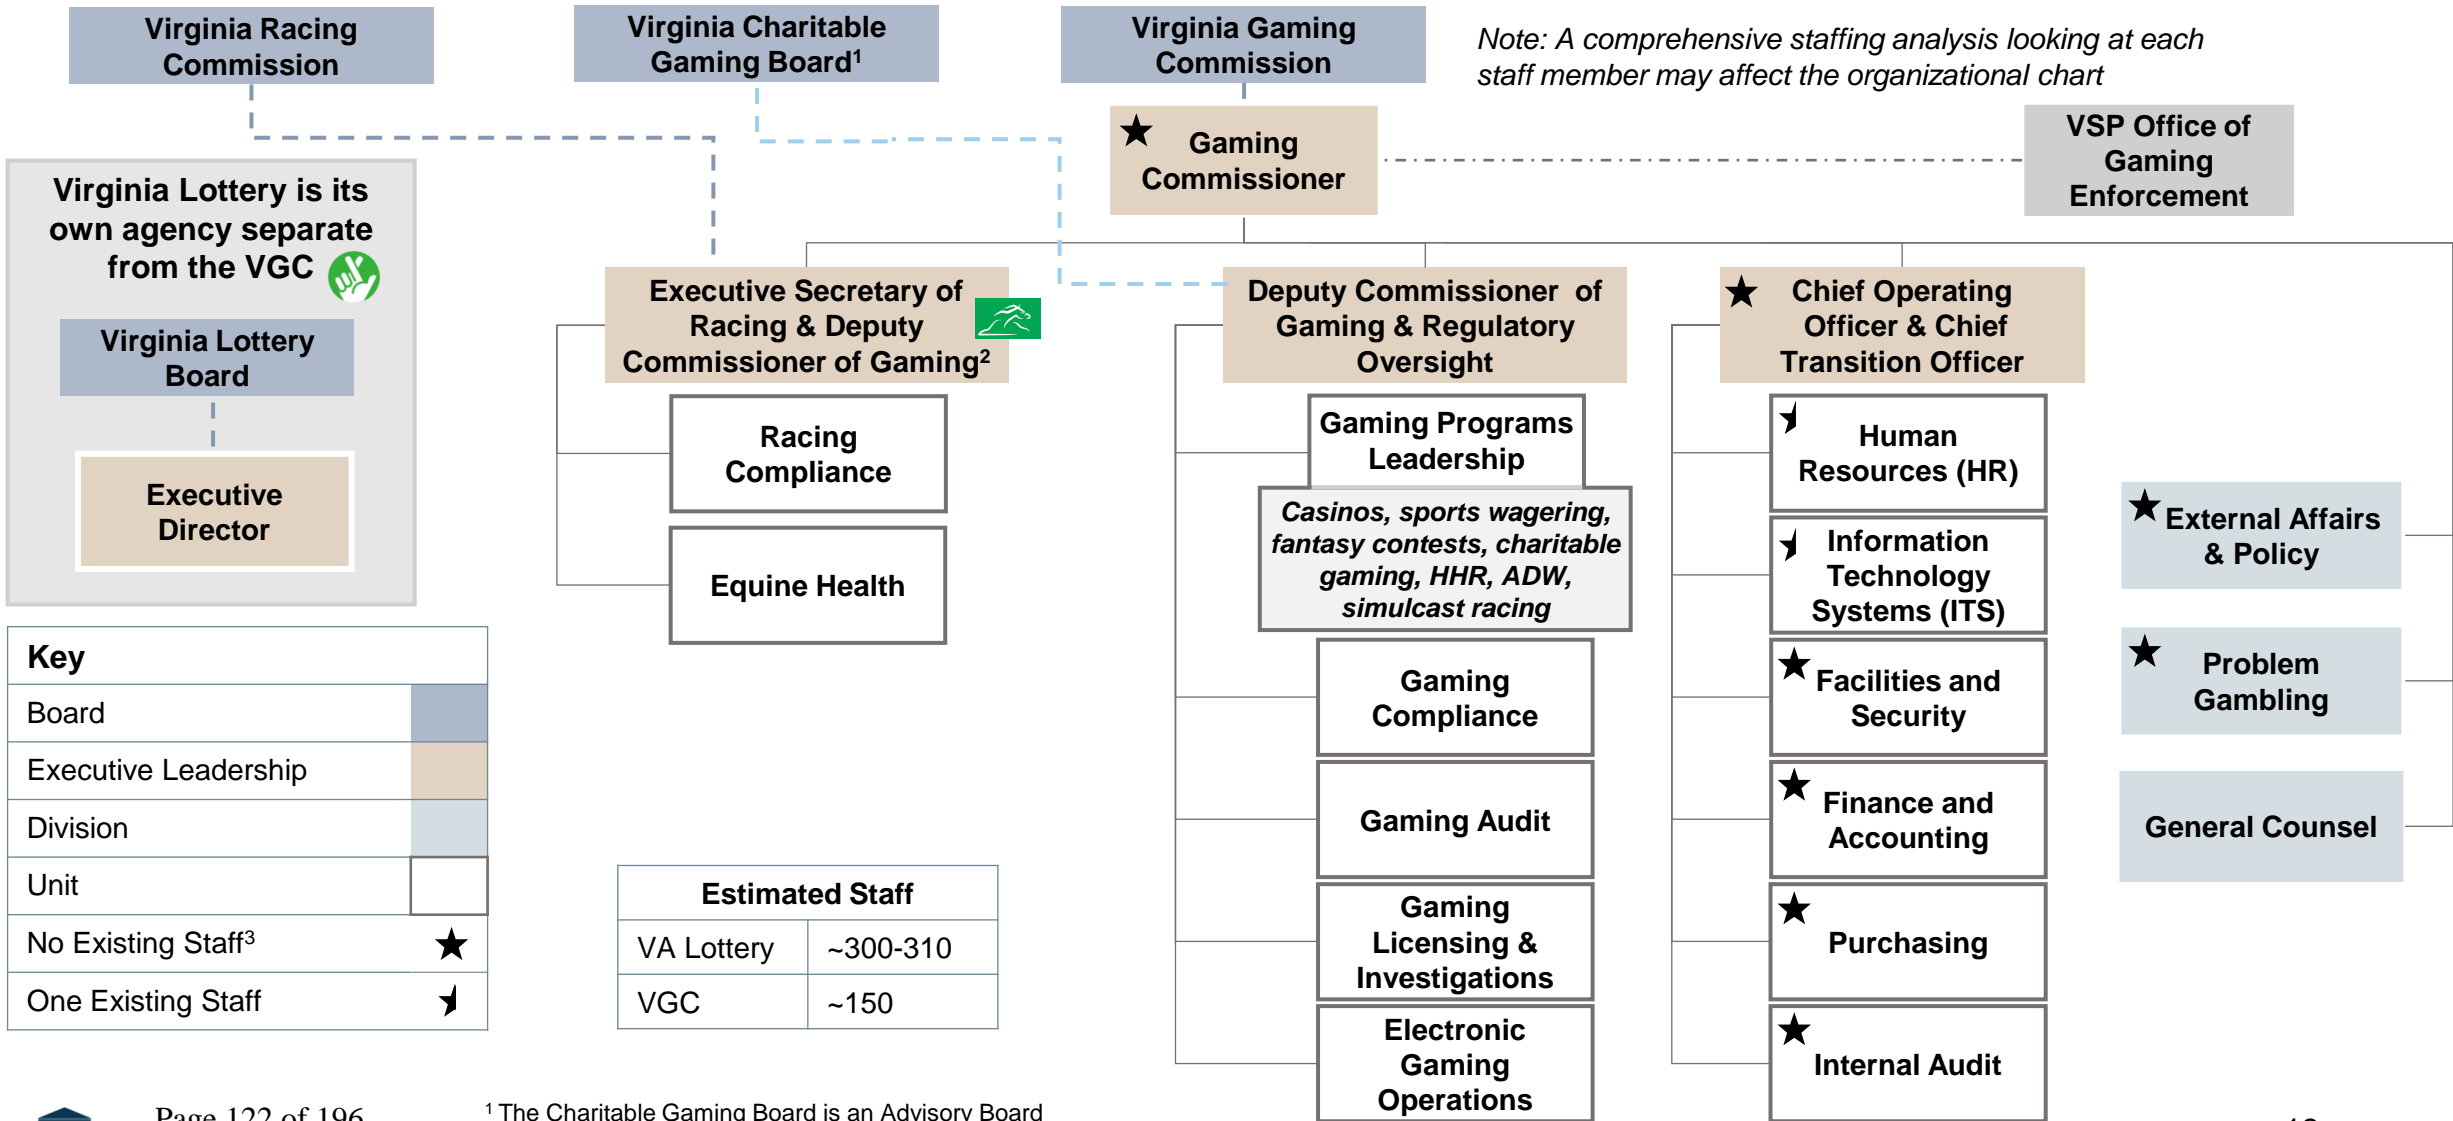 Virginia Racing
Commission
Virginia Charitable
Gaming Board¹
Virginia Gaming
Commission
Note: A comprehensive staffing analysis looking at each
staff member may affect the organizational chart
Gaming
Commissioner
VSP Office of
Gaming
Enforcement
Virginia Lottery is its
own agency separate
from the VGC
Virginia Lottery
Board
Executive
Director
Executive Secretary of
Racing & Deputy
Commissioner of Gaming²
Racing
Compliance
Equine Health
Deputy Commissioner of
Gaming & Regulatory
Oversight
Gaming Programs
Leadership
Casinos, sports wagering,
fantasy contests, charitable
gaming, HHR, ADW,
simulcast racing
Gaming
Compliance
Gaming Audit
Gaming
Licensing &
Investigations
Electronic
Gaming
Operations
Chief Operating
Officer & Chief
Transition Officer
Human
Resources (HR)
Information
Technology
Systems (ITS)
Facilities and
Security
Finance and
Accounting
Purchasing
Internal Audit
External Affairs
& Policy
Problem
Gambling
General Counsel
Key
Board
Executive Leadership
Division
Unit
No Existing Staff³
One Existing Staff
Estimated Staff
VA Lottery ~300-310
VGC ~150
Page 122 of 196
¹ The Charitable Gaming Board is an Advisory Board